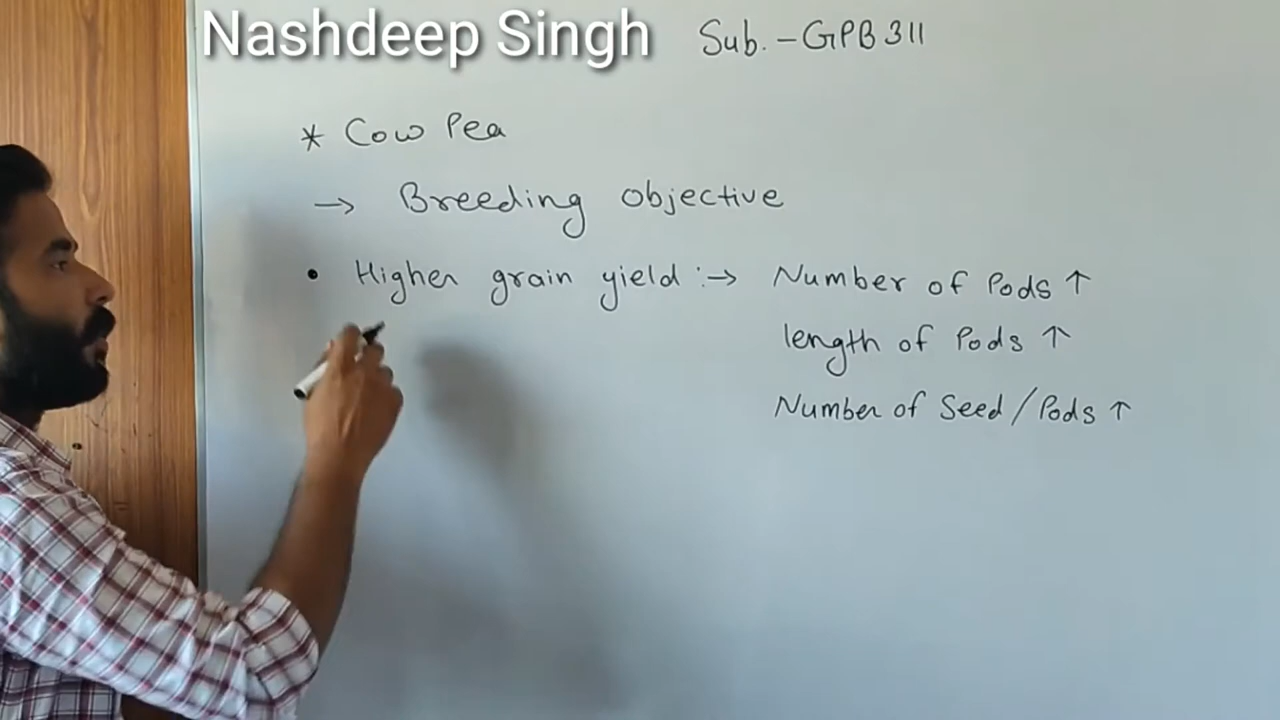 Nashdeep Singh Sub. - GPB 311
* Cow Pea
→ Breeding objective
• Higher grain yield :→ Number of Pods ↑
length of Pods ↑
Number of Seed / Pods ↑